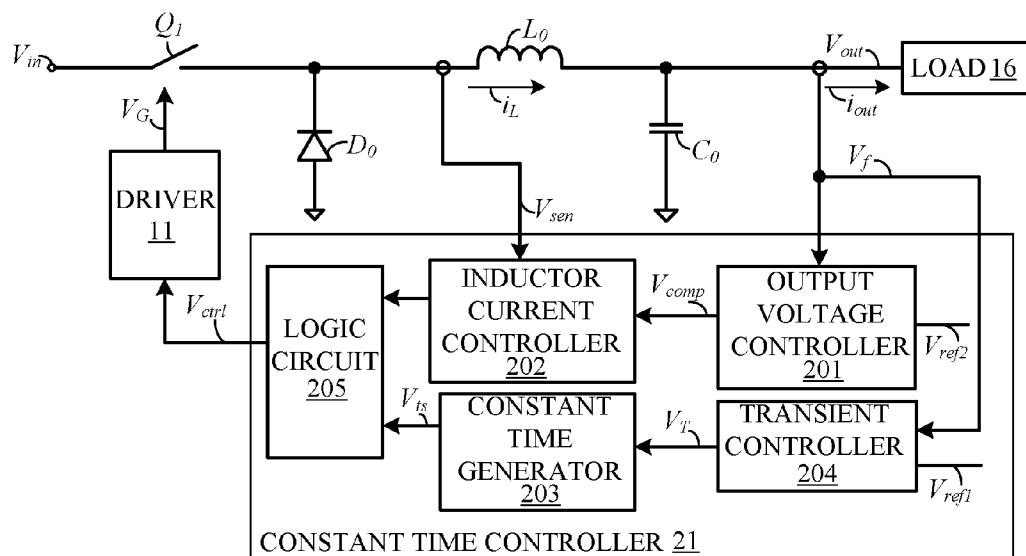 Q1
L0
Vin
Vout
LOAD 16
VG
iL
iout
D0
C0
Vf
DRIVER
11
Vsen
Vctrl
LOGIC
CIRCUIT
205
INDUCTOR
CURRENT
CONTROLLER
202
Vcomp
OUTPUT
VOLTAGE
CONTROLLER
201
Vref2
Vts
CONSTANT
TIME
GENERATOR
203
VT
TRANSIENT
CONTROLLER
204
Vref1
CONSTANT TIME CONTROLLER 21